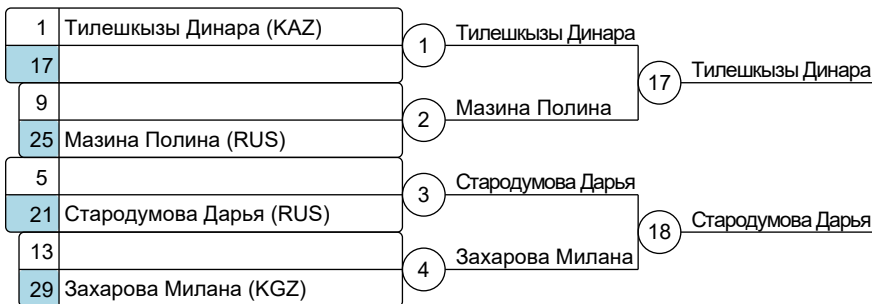 1 Тилешкызы Динара (KAZ)
17
1
Тилешкызы Динара
9
25 Мазина Полина (RUS)
2
Мазина Полина
17
Тилешкызы Динара
5
21 Стародумова Дарья (RUS)
3
Стародумова Дарья
13
29 Захарова Милана (KGZ)
4
Захарова Милана
18
Стародумова Дарья